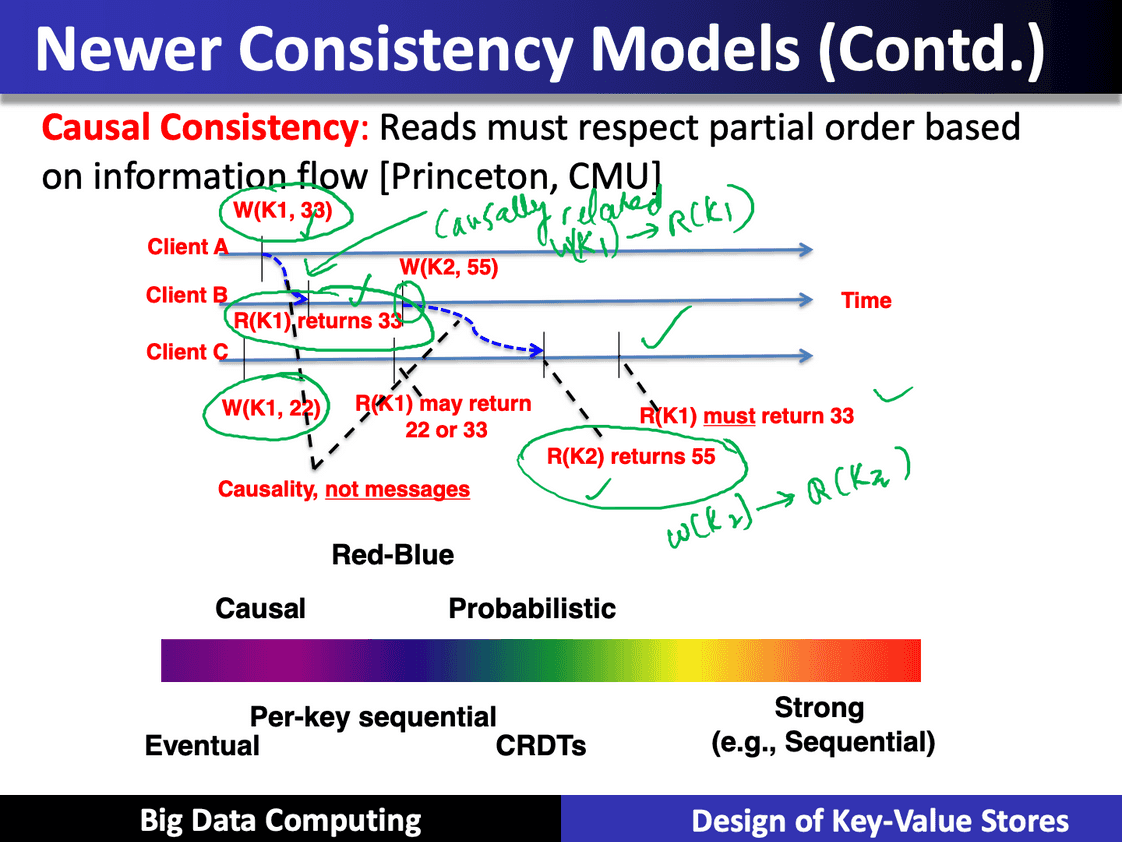 Newer Consistency Models (Contd.)
Causal Consistency: Reads must respect partial order based
on information flow [Princeton, CMU]
W(K1, 33)
Causally related
W(K1) → R(K1)
Client A
W(K2, 55)
Client B
Time
R(K1) returns 33
Client C
W(K1, 22)
R(K1) may return
22 or 33
R(K1) must return 33
R(K2) returns 55
Causality, not messages
W(K2) → R(K2)
Red-Blue
Causal
Probabilistic
Per-key sequential
Strong
Eventual
CRDTs
(e.g., Sequential)
Big Data Computing
Design of Key-Value Stores